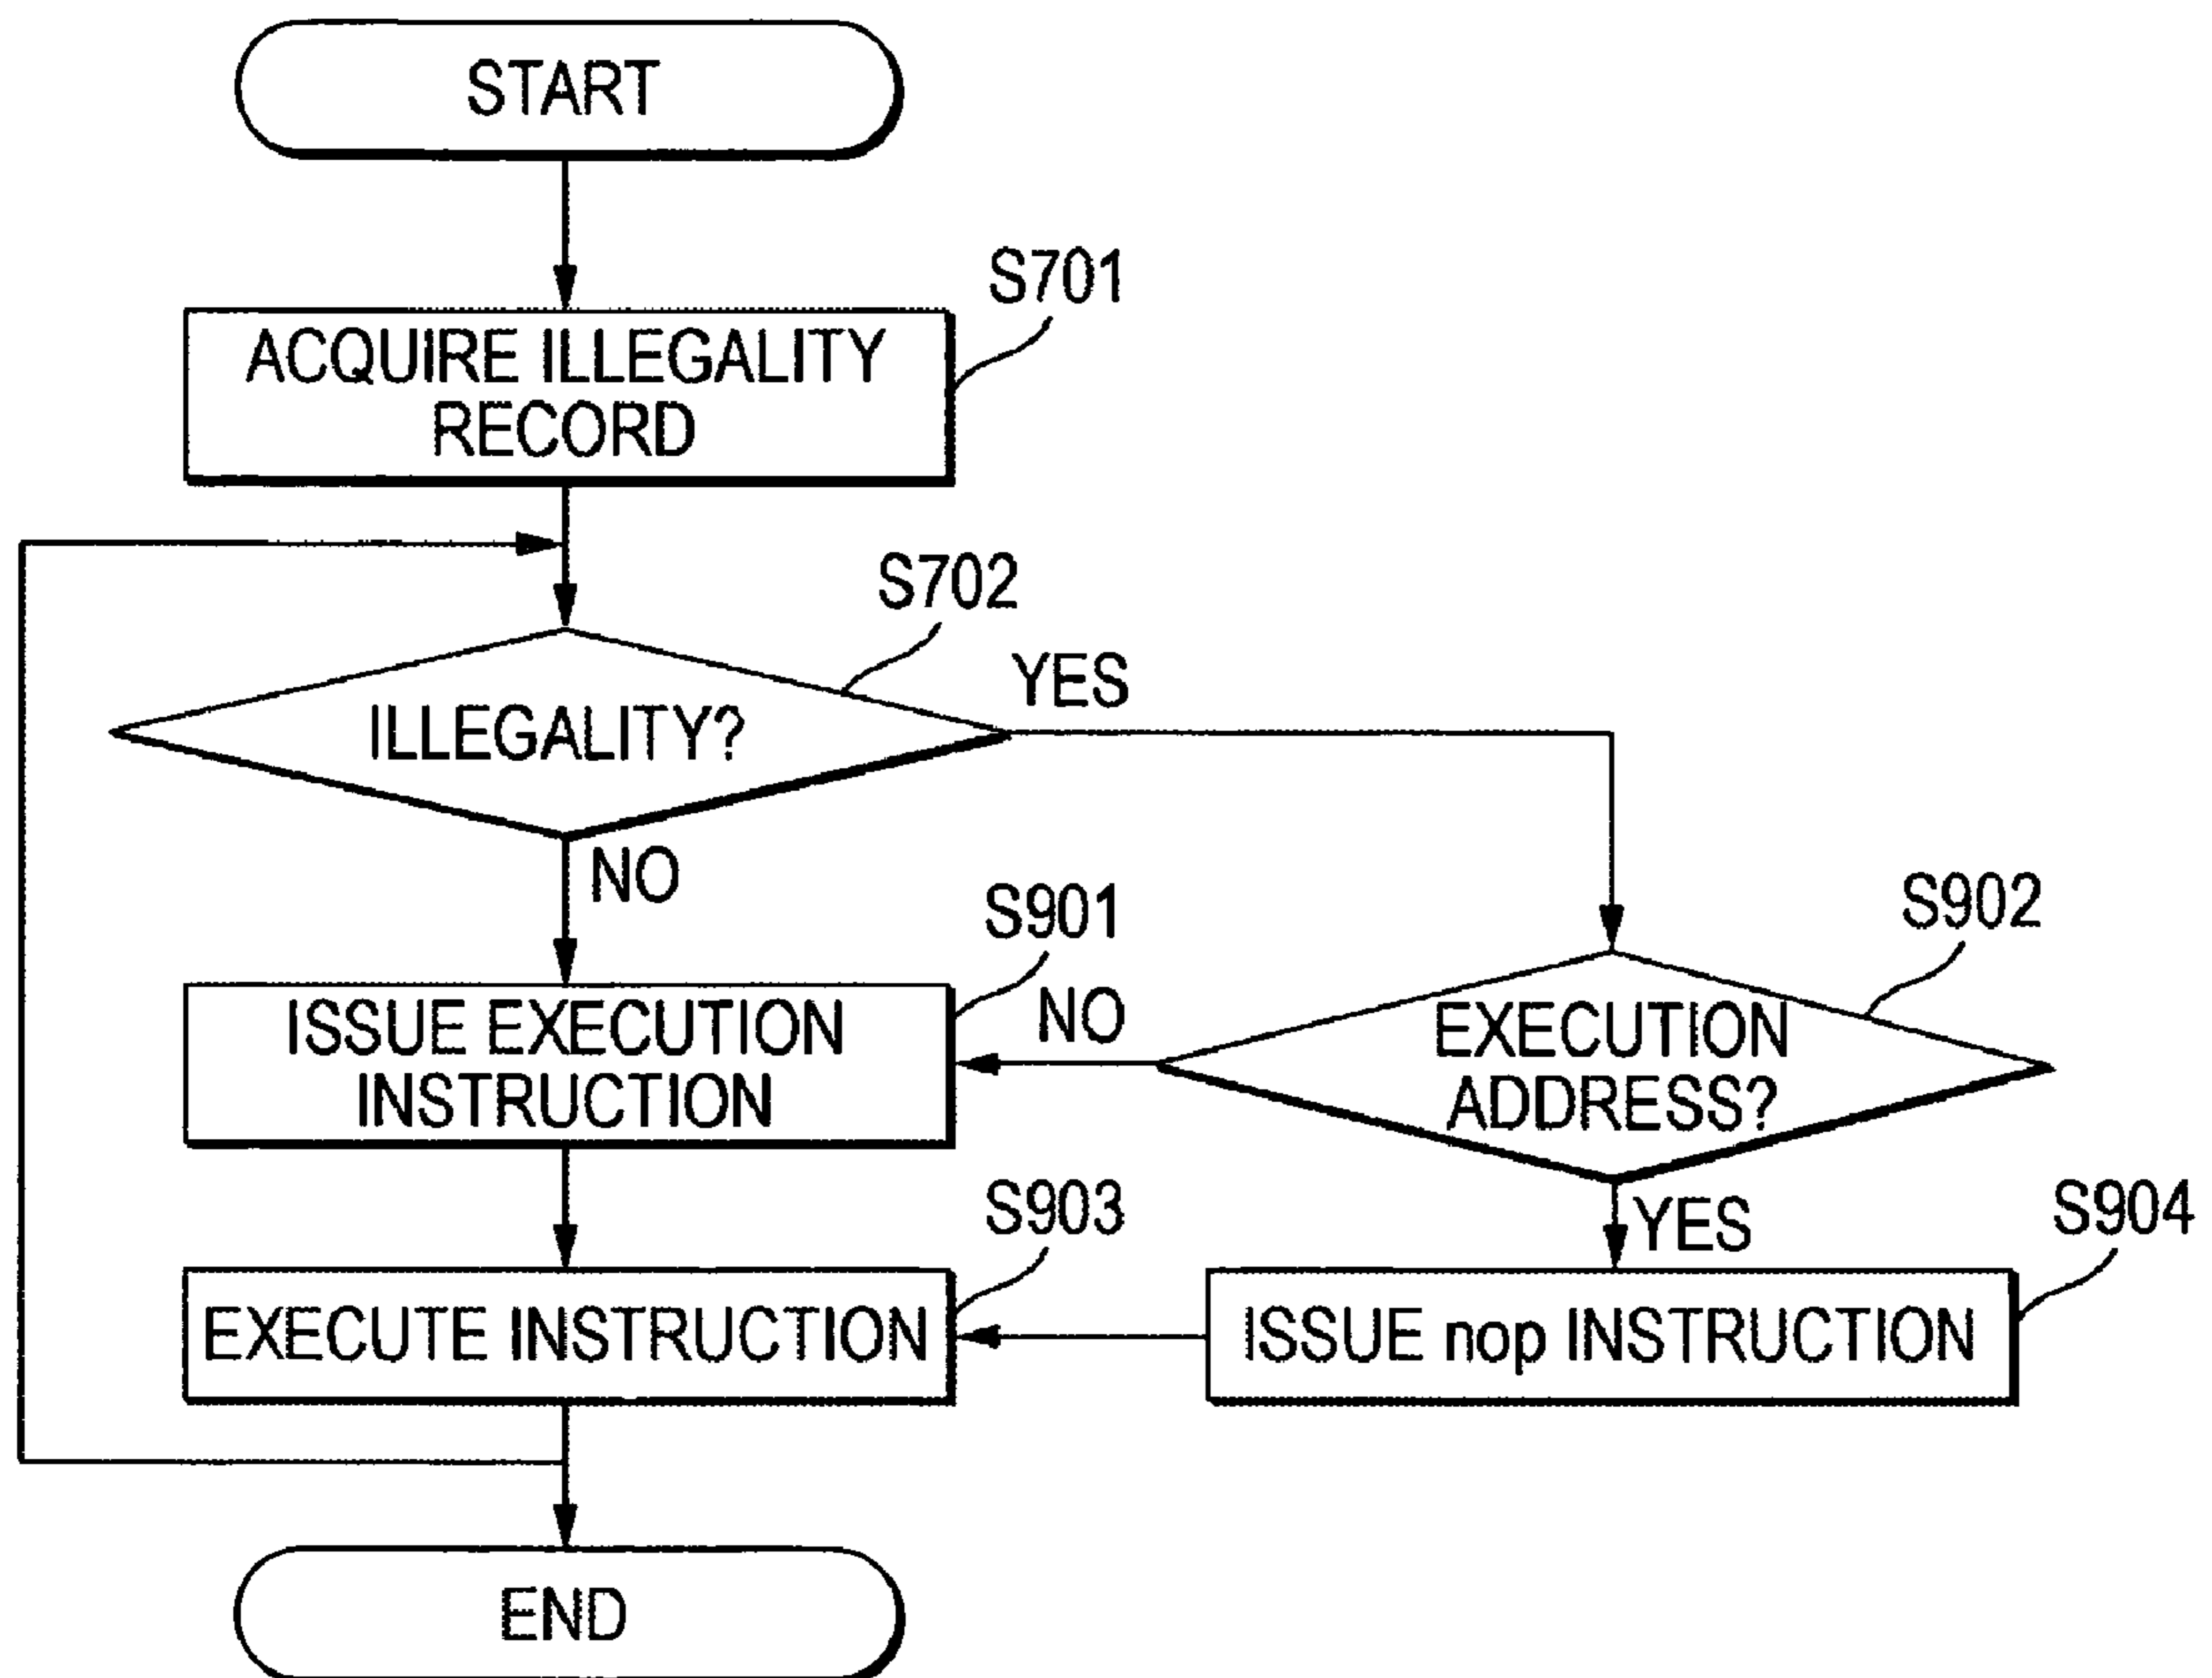 START
S701
ACQUIRE ILLEGALITY
RECORD
S702
ILLEGALITY?
YES
NO
S901
ISSUE EXECUTION
INSTRUCTION
NO
S902
EXECUTION
ADDRESS?
YES
S903
EXECUTE INSTRUCTION
S904
ISSUE nop INSTRUCTION
END